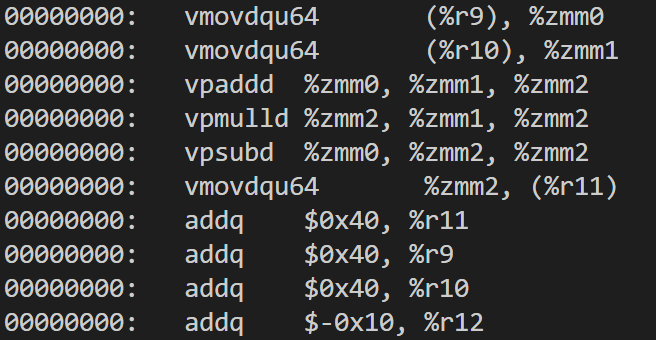 00000000:   vmovdqu64       (%r9), %zmm0
00000000:   vmovdqu64       (%r10), %zmm1
00000000:   vpaddd  %zmm0, %zmm1, %zmm2
00000000:   vpmulld %zmm2, %zmm1, %zmm2
00000000:   vpsubd  %zmm0, %zmm2, %zmm2
00000000:   vmovdqu64       %zmm2, (%r11)
00000000:   addq    $0x40, %r11
00000000:   addq    $0x40, %r9
00000000:   addq    $0x40, %r10
00000000:   addq    $-0x10, %r12